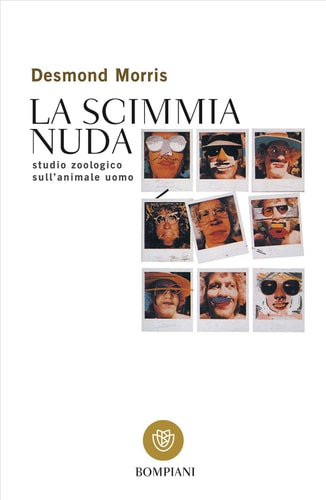 Desmond Morris
LA SCIMMIA
NUDA
studio zoologico
sull'animale uomo
BOMPIANI